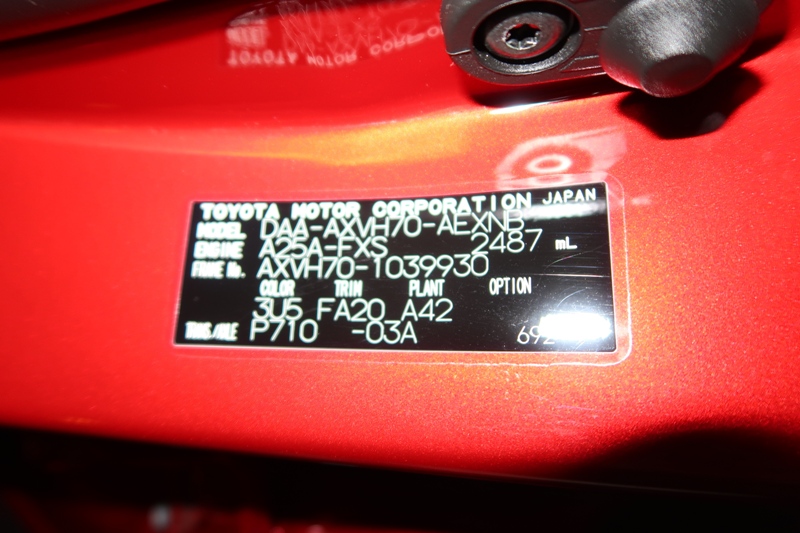 TOYOTA MOTOR CORPORATION JAPAN
MODEL DAA-AXVH70-AEXNB
ENGINE A25A-FXS 2487 mL
FRAME No. AXVH70-1039930
COLOR TRIM PLANT OPTION
3U5 FA20 A42
TRANS/AXLE P710 -03A